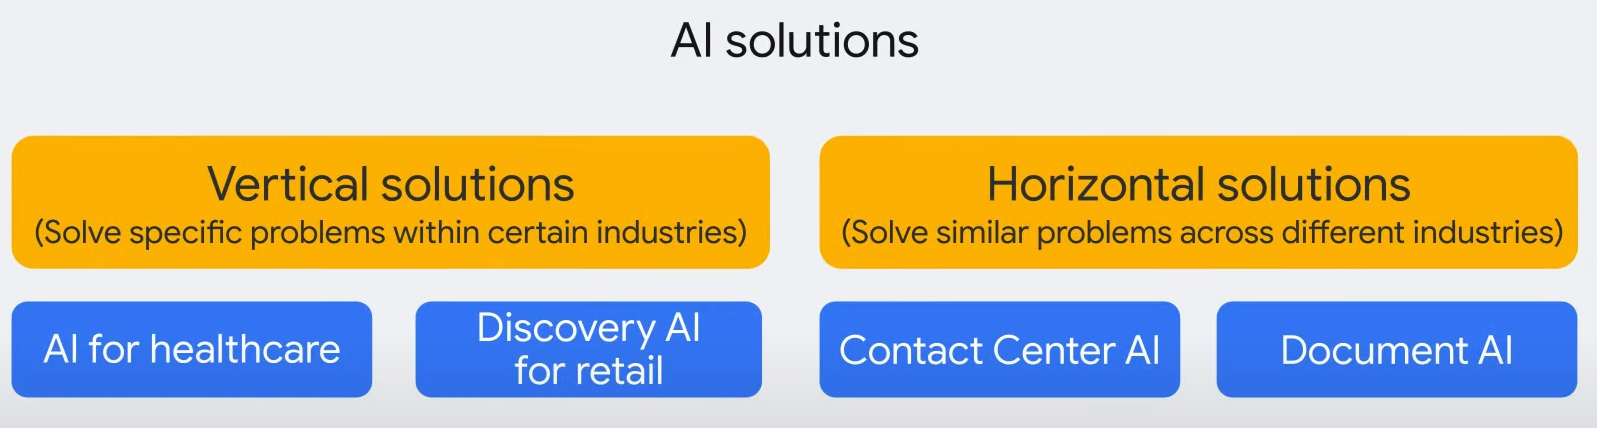 AI solutions
Vertical solutions
(Solve specific problems within certain industries)
Horizontal solutions
(Solve similar problems across different industries)
AI for healthcare
Discovery AI
for retail
Contact Center AI
Document AI